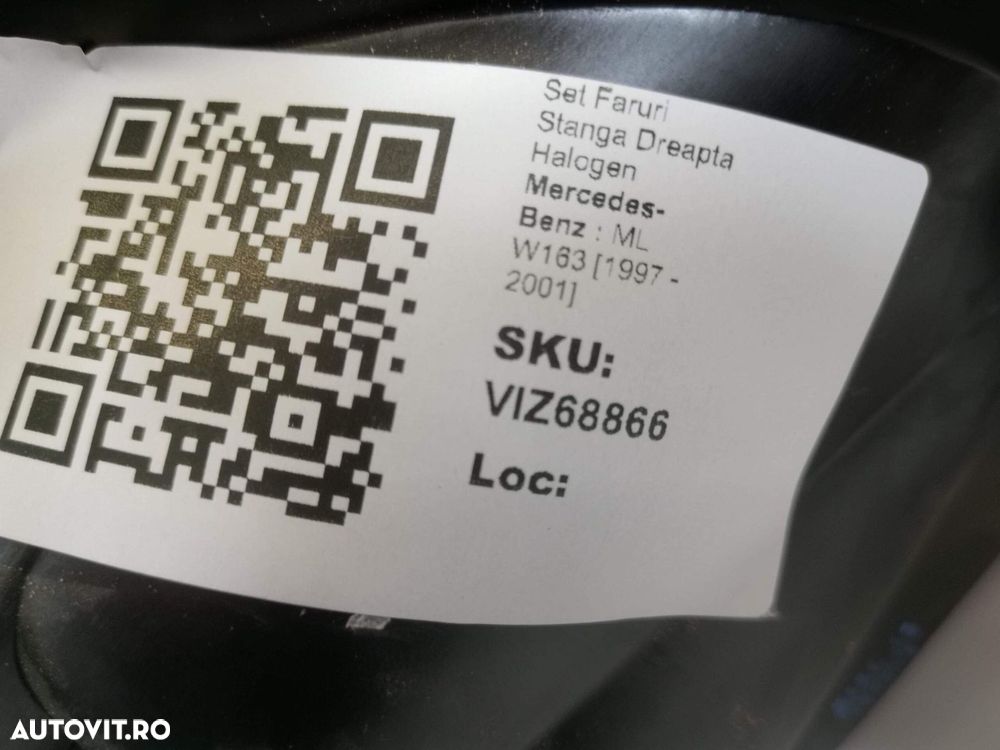 Set Faruri
Stanga Dreapta
Halogen
Mercedes-
Benz : ML
W163 [1997 -
2001]
SKU:
VIZ68866
Loc:
AUTOVIT.RO